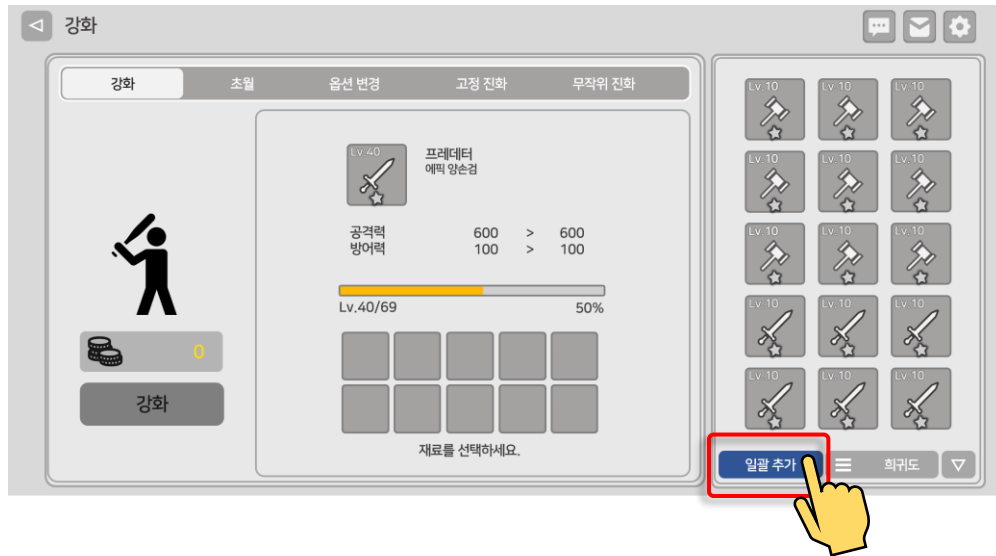 강화
강화 초월 옵션 변경 고정 진화 무작위 진화
Lv.40
프레데터
에픽 양손검
공격력 600 > 600
방어력 100 > 100
Lv.40/69 50%
재료를 선택하세요.
0
강화
Lv 10 Lv 10 Lv 10
Lv 10 Lv 10 Lv 10
Lv 10 Lv 10 Lv 10
Lv 10 Lv 10 Lv 10
Lv 10 Lv 10 Lv 10
일괄 추가 희귀도